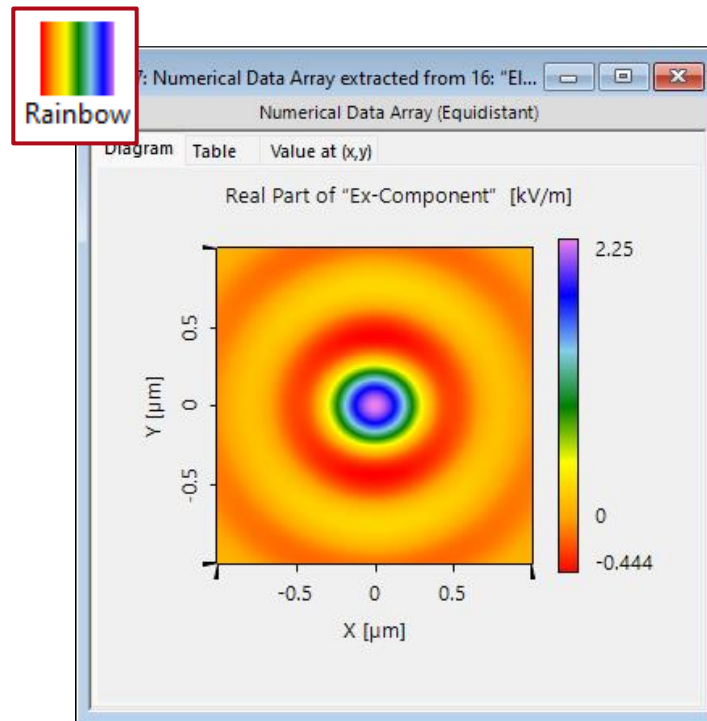 Rainbow
7: Numerical Data Array extracted from 16: "El...
Numerical Data Array (Equidistant)
Diagram Table Value at (x,y)
Real Part of "Ex-Component" [kV/m]
2.25
0
-0.444
Y [µm]
0.5
0
-0.5
-0.5 0 0.5
X [µm]